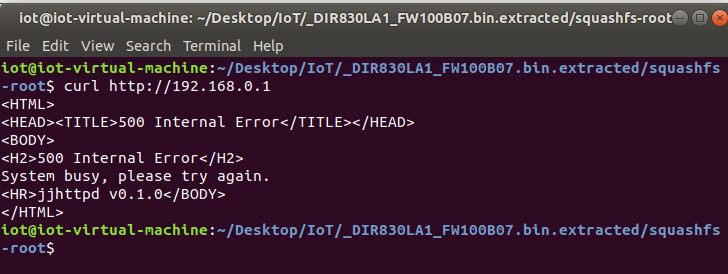 iot@iot-virtual-machine: ~/Desktop/IoT/_DIR830LA1_FW100B07.bin.extracted/squashfs-root
File Edit View Search Terminal Help
iot@iot-virtual-machine:~/Desktop/IoT/_DIR830LA1_FW100B07.bin.extracted/squashfs
-root$ curl http://192.168.0.1
<HTML>
<HEAD><TITLE>500 Internal Error</TITLE></HEAD>
<BODY>
<H2>500 Internal Error</H2>
System busy, please try again.
<HR>jjhttpd v0.1.0</BODY>
</HTML>
iot@iot-virtual-machine:~/Desktop/IoT/_DIR830LA1_FW100B07.bin.extracted/squashfs
-root$